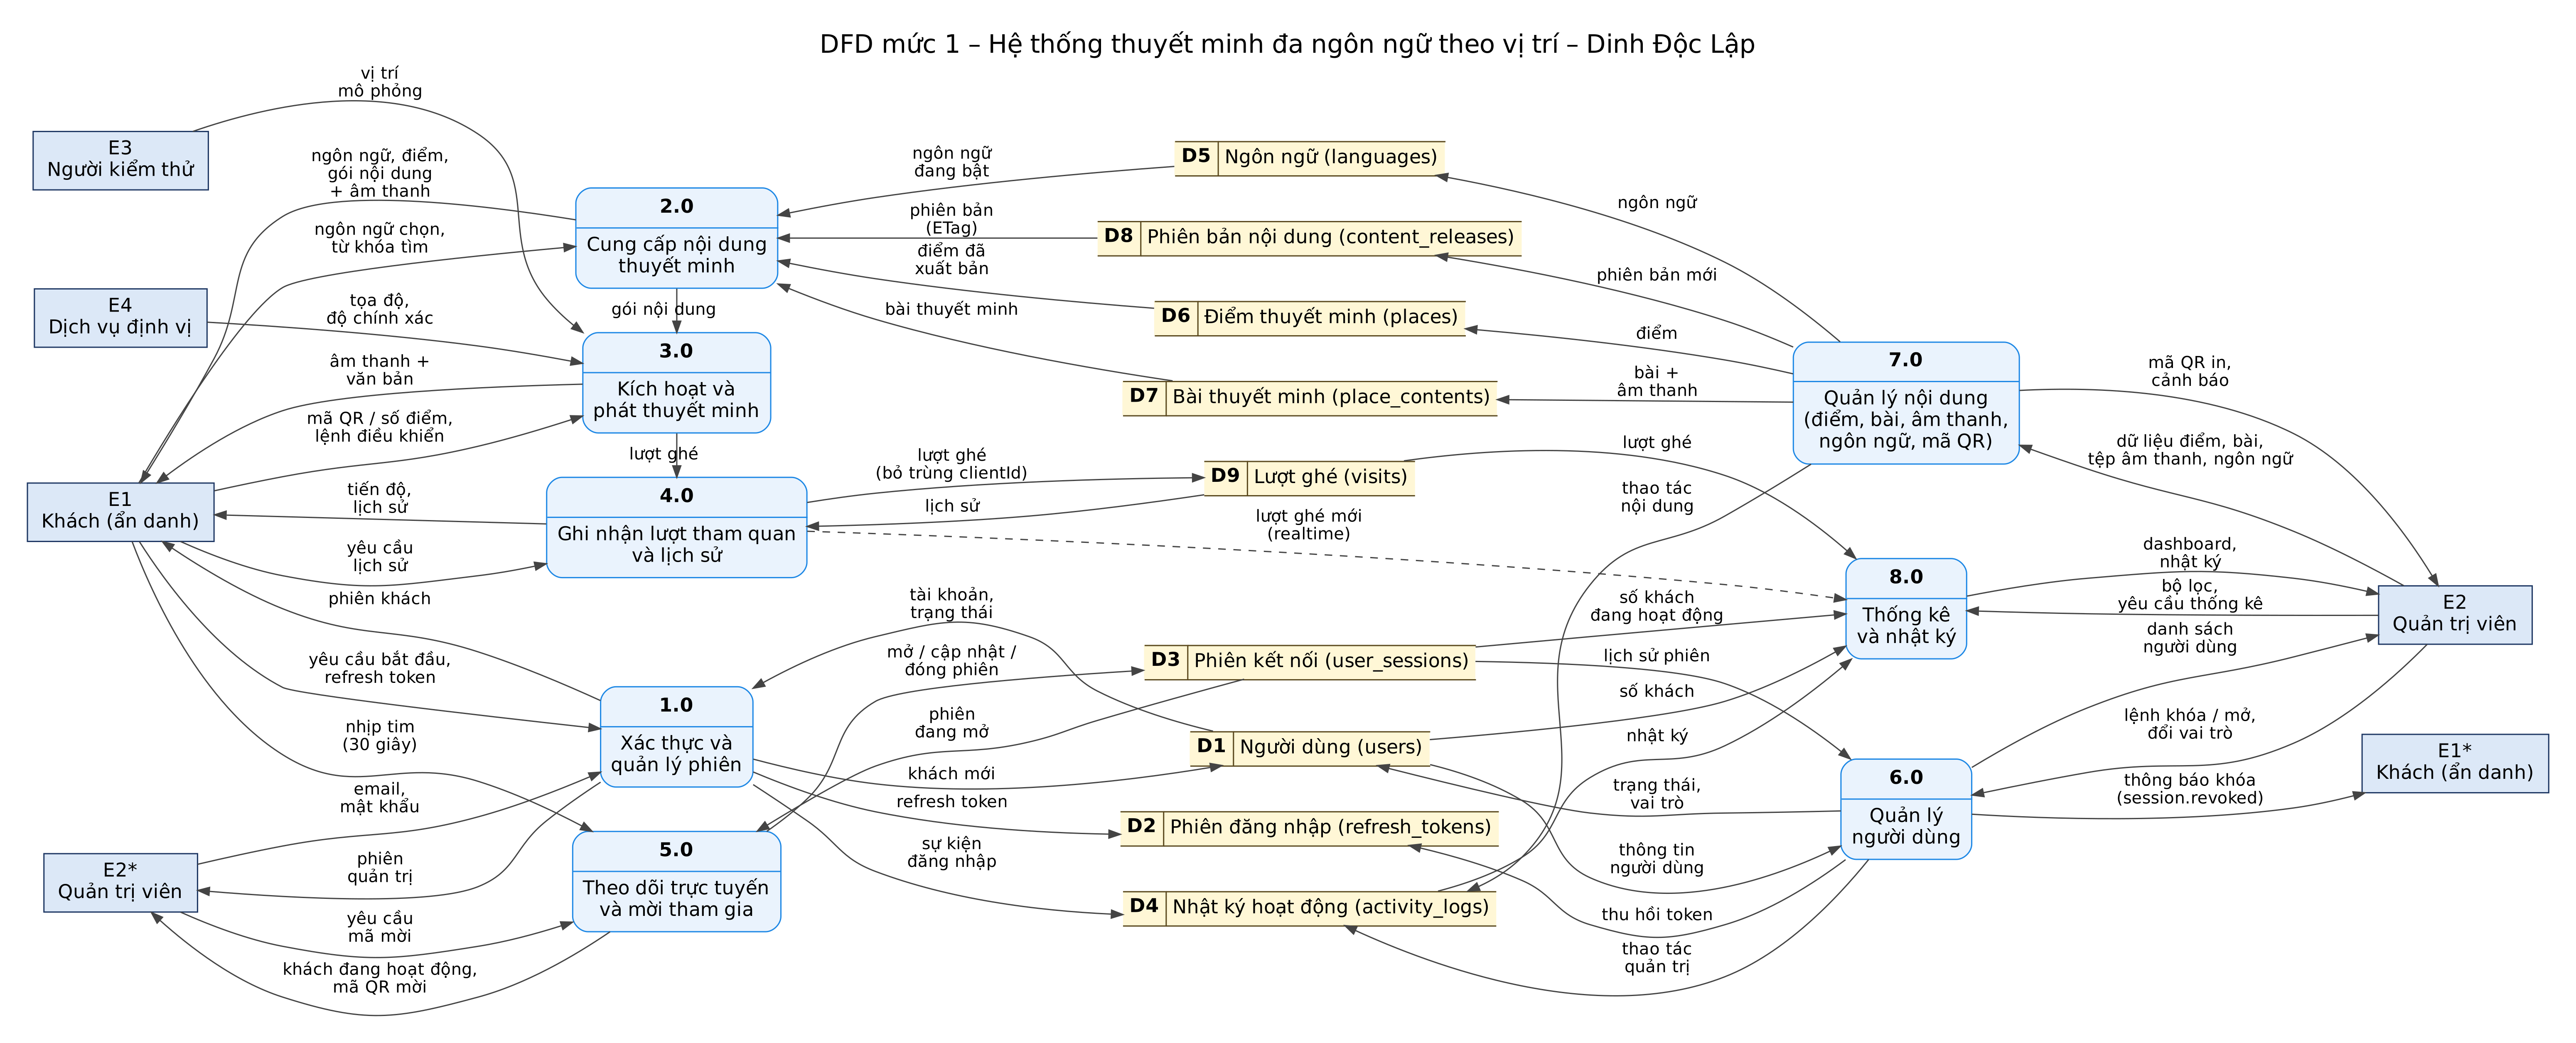 DFD mức 1 – Hệ thống thuyết minh đa ngôn ngữ theo vị trí – Dinh Độc Lập
vị trí
mô phỏng
E3
Người kiểm thử
ngôn ngữ, điểm,
gói nội dung
+ âm thanh
ngôn ngữ chọn,
từ khóa tìm
E4
Dịch vụ định vị
tọa độ,
độ chính xác
âm thanh +
văn bản
mã QR / số điểm,
lệnh điều khiển
E1
Khách (ẩn danh)
tiến độ,
lịch sử
yêu cầu
lịch sử
phiên khách
yêu cầu bắt đầu,
refresh token
nhịp tim
(30 giây)
email,
mật khẩu
E2*
Quản trị viên
phiên
quản trị
yêu cầu
mã mời
khách đang hoạt động,
mã QR mời
2.0
Cung cấp nội dung
thuyết minh
gói nội dung
3.0
Kích hoạt và
phát thuyết minh
lượt ghé
4.0
Ghi nhận lượt tham quan
và lịch sử
1.0
Xác thực và
quản lý phiên
5.0
Theo dõi trực tuyến
và mời tham gia
ngôn ngữ
đang bật
phiên bản
(ETag)
điểm đã
xuất bản
bài thuyết minh
lượt ghé
(bỏ trùng clientId)
lịch sử
lượt ghé mới
(realtime)
tài khoản,
trạng thái
mở / cập nhật /
đóng phiên
phiên
đang mở
khách mới
refresh token
sự kiện
đăng nhập
D5 Ngôn ngữ (languages)
D8 Phiên bản nội dung (content_releases)
D6 Điểm thuyết minh (places)
D7 Bài thuyết minh (place_contents)
D9 Lượt ghé (visits)
D3 Phiên kết nối (user_sessions)
D1 Người dùng (users)
D2 Phiên đăng nhập (refresh_tokens)
D4 Nhật ký hoạt động (activity_logs)
ngôn ngữ
phiên bản mới
điểm
bài +
âm thanh
lượt ghé
thao tác
nội dung
số khách
đang hoạt động
lịch sử phiên
số khách
nhật ký
trạng thái,
vai trò
thông tin
người dùng
thu hồi token
thao tác
quản trị
7.0
Quản lý nội dung
(điểm, bài, âm thanh,
ngôn ngữ, mã QR)
8.0
Thống kê
và nhật ký
6.0
Quản lý
người dùng
mã QR in,
cảnh báo
dữ liệu điểm, bài,
tệp âm thanh, ngôn ngữ
dashboard,
nhật ký
bộ lọc,
yêu cầu thống kê
danh sách
người dùng
lệnh khóa / mở,
đổi vai trò
thông báo khóa
(session.revoked)
E2
Quản trị viên
E1*
Khách (ẩn danh)